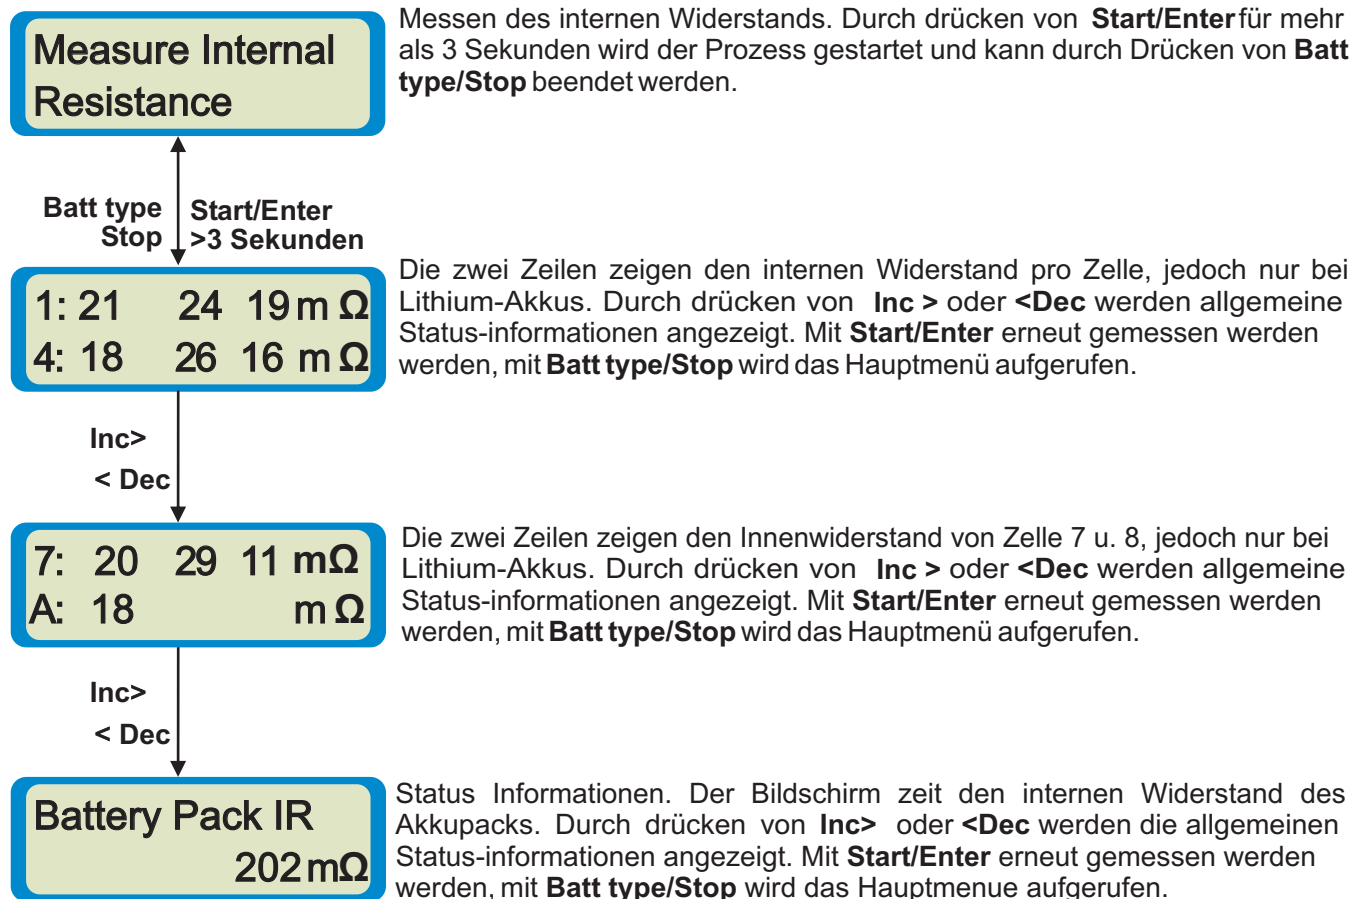 Measure Internal
Resistance
Messen des internen Widerstands. Durch drücken von Start/Enter für mehr
als 3 Sekunden wird der Prozess gestartet und kann durch Drücken von Batt
type/Stop beendet werden.
Batt type
Stop
Start/Enter
>3 Sekunden
1: 21 24 19 m Ω
4: 18 26 16 m Ω
Die zwei Zeilen zeigen den internen Widerstand pro Zelle, jedoch nur bei
Lithium-Akkus. Durch drücken von Inc > oder <Dec werden allgemeine
Status-informationen angezeigt. Mit Start/Enter erneut gemessen werden
werden, mit Batt type/Stop wird das Hauptmenü aufgerufen.
Inc>
< Dec
7: 20 29 11 mΩ
A: 18 m Ω
Die zwei Zeilen zeigen den Innenwiderstand von Zelle 7 u. 8, jedoch nur bei
Lithium-Akkus. Durch drücken von Inc > oder <Dec werden allgemeine
Status-informationen angezeigt. Mit Start/Enter erneut gemessen werden
werden, mit Batt type/Stop wird das Hauptmenü aufgerufen.
Inc>
< Dec
Battery Pack IR
202 mΩ
Status Informationen. Der Bildschirm zeit den internen Widerstand des
Akkupacks. Durch drücken von Inc> oder <Dec werden die allgemeinen
Status-informationen angezeigt. Mit Start/Enter erneut gemessen werden
werden, mit Batt type/Stop wird das Hauptmenue aufgerufen.